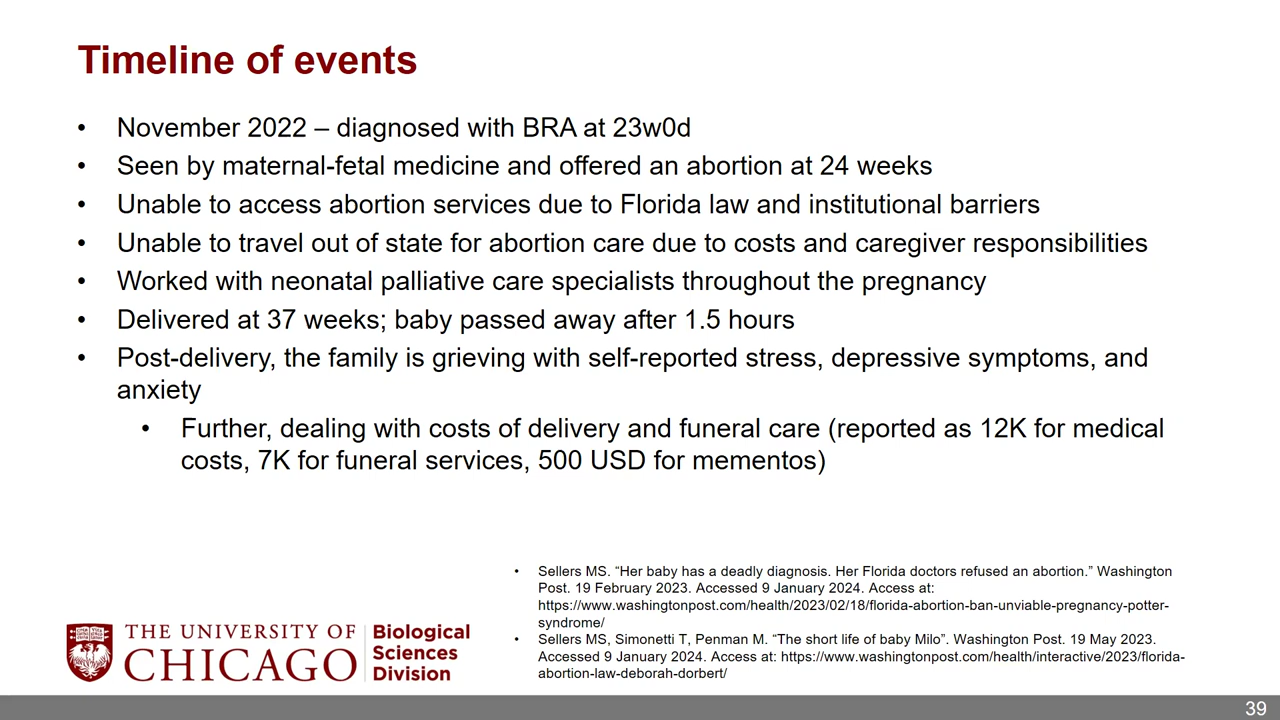 Timeline of events
• November 2022 – diagnosed with BRA at 23w0d
• Seen by maternal-fetal medicine and offered an abortion at 24 weeks
• Unable to access abortion services due to Florida law and institutional barriers
• Unable to travel out of state for abortion care due to costs and caregiver responsibilities
• Worked with neonatal palliative care specialists throughout the pregnancy
• Delivered at 37 weeks; baby passed away after 1.5 hours
• Post-delivery, the family is grieving with self-reported stress, depressive symptoms, and
anxiety
• Further, dealing with costs of delivery and funeral care (reported as 12K for medical
costs, 7K for funeral services, 500 USD for mementos)
• Sellers MS. “Her baby has a deadly diagnosis. Her Florida doctors refused an abortion.” Washington
Post. 19 February 2023. Accessed 9 January 2024. Access at:
https://www.washingtonpost.com/health/2023/02/18/florida-abortion-ban-unviable-pregnancy-potter-
syndrome/
• Sellers MS, Simonetti T, Penman M. “The short life of baby Milo”. Washington Post. 19 May 2023.
Accessed 9 January 2024. Access at: https://www.washingtonpost.com/health/interactive/2023/florida-
abortion-law-deborah-dorbert/
THE UNIVERSITY OF
CHICAGO
Biological
Sciences
Division
39